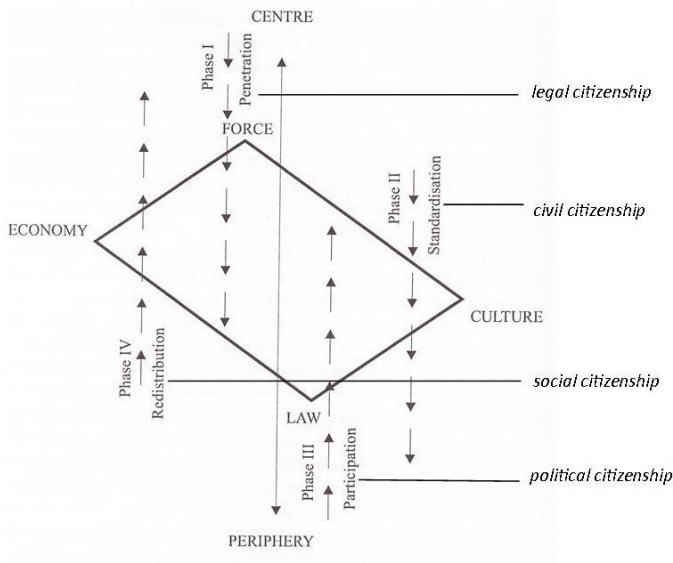 CENTRE
Phase I
Penetration
legal citizenship
FORCE
Phase II
Standardisation
civil citizenship
ECONOMY
CULTURE
Phase IV
Redistribution
social citizenship
LAW
Phase III
Participation
political citizenship
PERIPHERY